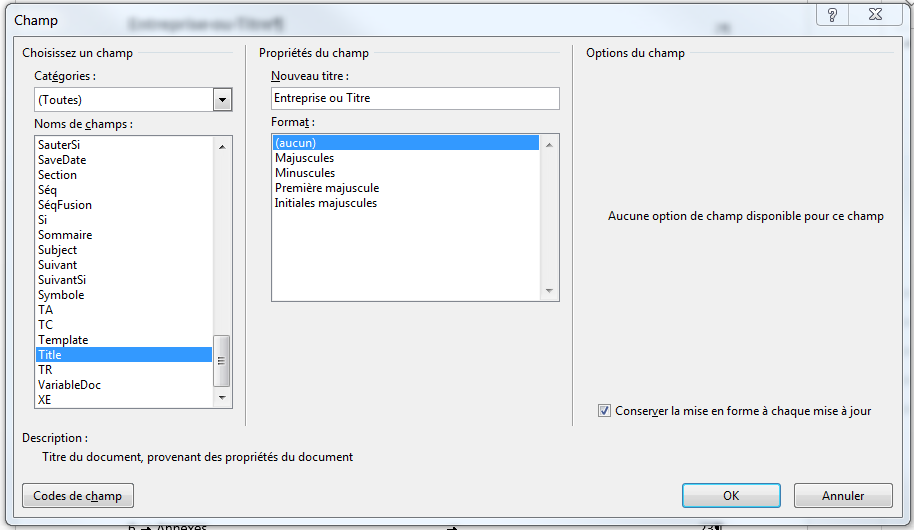 Entreprise·ou·Titre¶
Champ
Choisissez un champ
Catégories :
(Toutes)
Noms de champs :
SauterSi
SaveDate
Section
Séq
SéqFusion
Si
Sommaire
Subject
Suivant
SuivantSi
Symbole
TA
TC
Template
Title
TR
VariableDoc
XE
Propriétés du champ
Nouveau titre :
Entreprise ou Titre
Format :
(aucun)
Majuscules
Minuscules
Première majuscule
Initiales majuscules
Options du champ
Aucune option de champ disponible pour ce champ
Conserver la mise en forme à chaque mise à jour
Description :
Titre du document, provenant des propriétés du document
Codes de champ
OK
Annuler
Annexes